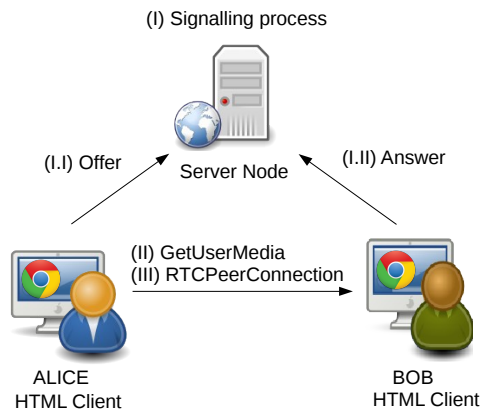 (I) Signalling process
(I.I) Offer
(I.II) Answer
Server Node
(II) GetUserMedia
(III) RTCPeerConnection
ALICE
HTML Client
BOB
HTML Client